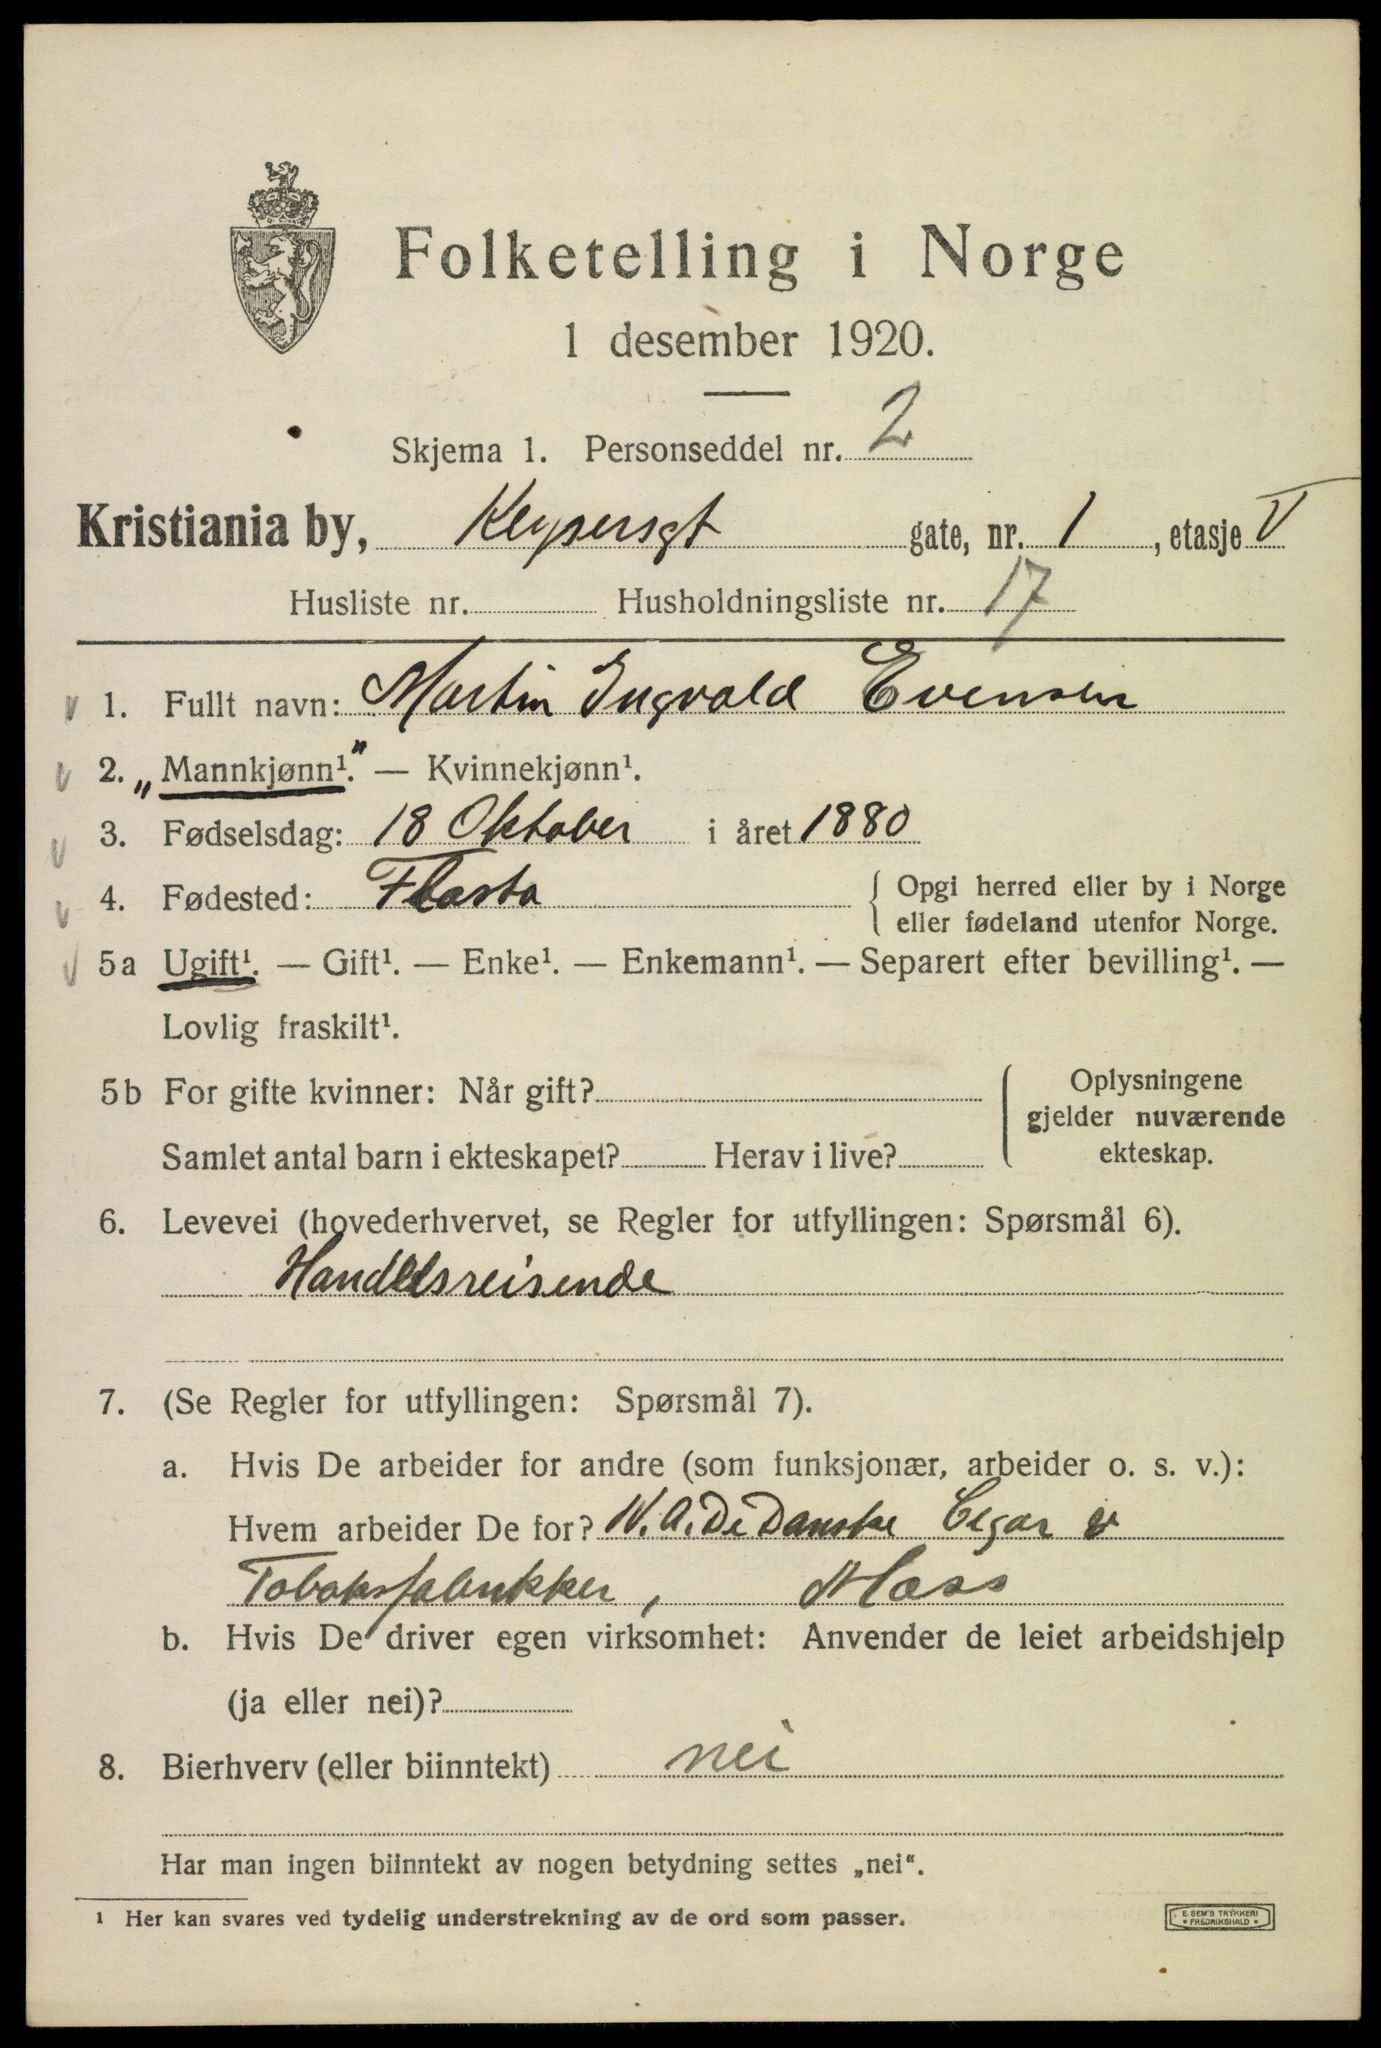 Folketelling i Norge
1 desember 1920.
Skjema 1. Personseddel nr. 2
Kristiania by, Keysersgt gate, nr. 1, etasje V
Husliste nr. Husholdningsliste nr. 17
1. Fullt navn: Martin Ingvald Evensen
2. „Mannkjønn¹.” — Kvinnekjønn¹.
3. Fødselsdag: 18 Oktober i året 1880
4. Fødested: Flasta { Opgi herred eller by i Norge
eller fødeland utenfor Norge.
5a Ugift¹. — Gift¹. — Enke¹. — Enkemann¹. — Separert efter bevilling¹. —
Lovlig fraskilt¹.
5b For gifte kvinner: Når gift?
Samlet antal barn i ekteskapet? Herav i live?
Oplysningene
gjelder nuværende
ekteskap.
6. Levevei (hovederhvervet, se Regler for utfyllingen: Spørsmål 6).
Handelsreisende
7. (Se Regler for utfyllingen: Spørsmål 7).
a. Hvis De arbeider for andre (som funksjonær, arbeider o. s. v.):
Hvem arbeider De for? De Danske Cigar
Tobaksfabrikker, Moss
b. Hvis De driver egen virksomhet: Anvender de leiet arbeidshjelp
(ja eller nei)?
8. Bierhverv (eller biinntekt) nei
Har man ingen biinntekt av nogen betydning settes „nei“.
¹ Her kan svares ved tydelig understrekning av de ord som passer.
E. SEM'S TRYKKERI
FREDRIKSHALD